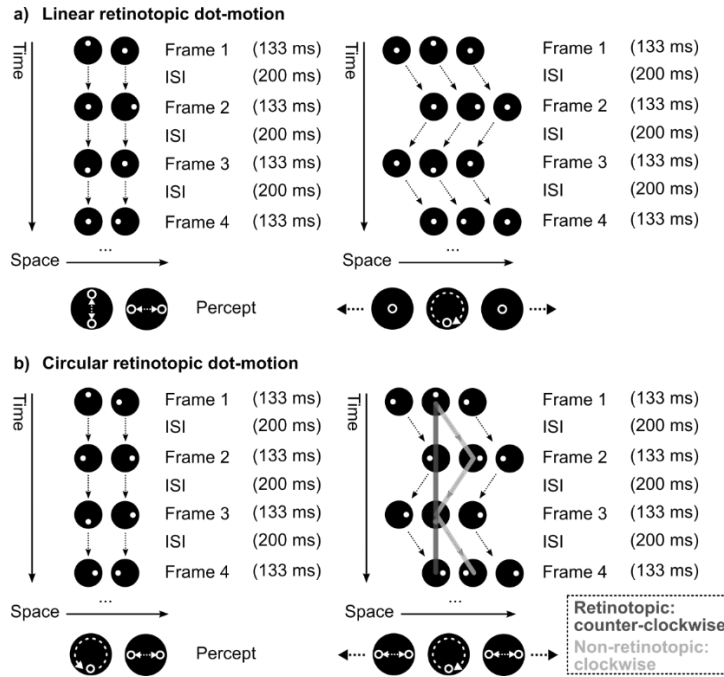 a) Linear retinotopic dot-motion
Time
Frame 1 (133 ms)
ISI (200 ms)
Frame 2 (133 ms)
ISI (200 ms)
Frame 3 (133 ms)
ISI (200 ms)
Frame 4 (133 ms)
...
Space
Percept
Time
Frame 1 (133 ms)
ISI (200 ms)
Frame 2 (133 ms)
ISI (200 ms)
Frame 3 (133 ms)
ISI (200 ms)
Frame 4 (133 ms)
...
Space
b) Circular retinotopic dot-motion
Time
Frame 1 (133 ms)
ISI (200 ms)
Frame 2 (133 ms)
ISI (200 ms)
Frame 3 (133 ms)
ISI (200 ms)
Frame 4 (133 ms)
...
Space
Percept
Time
Frame 1 (133 ms)
ISI (200 ms)
Frame 2 (133 ms)
ISI (200 ms)
Frame 3 (133 ms)
ISI (200 ms)
Frame 4 (133 ms)
...
Space
Retinotopic:
counter-clockwise
Non-retinotopic:
clockwise